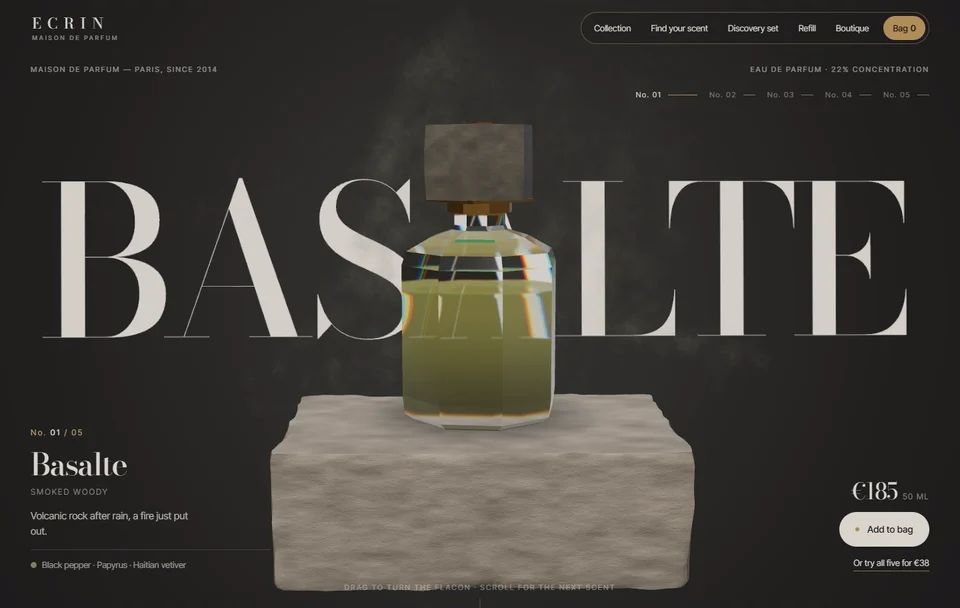 ECRIN
MAISON DE PARFUM
Collection Find your scent Discovery set Refill Boutique Bag 0
MAISON DE PARFUM — PARIS, SINCE 2014
EAU DE PARFUM · 22% CONCENTRATION
No. 01 No. 02 No. 03 No. 04 No. 05
BASALTE
No. 01 / 05
Basalte
SMOKED WOODY
Volcanic rock after rain, a fire just put
out.
Black pepper · Papyrus · Haitian vetiver
€185 50 ML
Add to bag
Or try all five for €38
DRAG TO TURN THE FLACON · SCROLL FOR THE NEXT SCENT